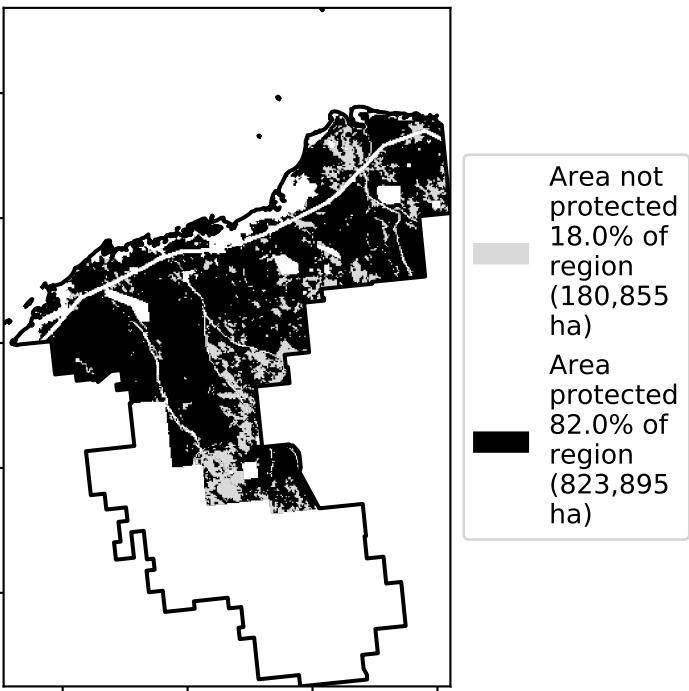 Area not
protected
18.0% of
region
(180,855
ha)
Area
protected
82.0% of
region
(823,895
ha)